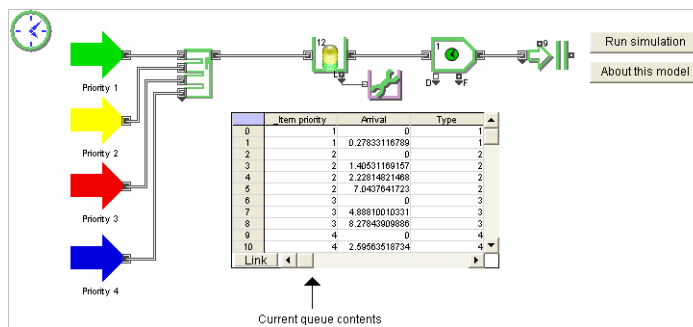 Run simulation
About this model
Priority 1
Priority 2
Priority 3
Priority 4
12
L
1
D F
9
_Item priority Arrival Type
0 1 0 1
1 1 0.27833116789 1
2 2 0 2
3 2 1.40531169157 2
4 2 2.22814821468 2
5 2 7.0437641723 2
6 3 0 3
7 3 4.88810010331 3
8 3 8.27843909886 3
9 4 0 4
10 4 2.59563518734 4
Link
Current queue contents